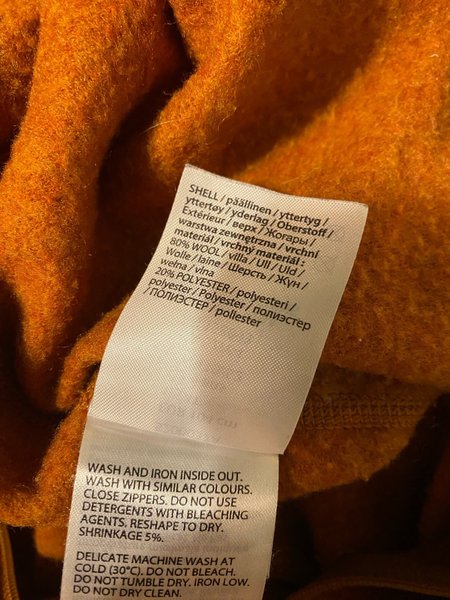 SHELL / päällinen / yttertyg /
yttertøy / yderlag / Oberstoff /
Extérieur / верх / Жоғары /
warstwa zewnętrzna / vrchní
materiál / vrchný materiál :
80% WOOL / villa / Ull / Uld /
Wolle / laine / Шерсть / Жүн /
wełna / vlna
20% POLYESTER / polyesteri /
polyester / Polyester / полиэстер
/ ПОЛИЭСТЕР / poliester
WASH AND IRON INSIDE OUT.
WASH WITH SIMILAR COLOURS.
CLOSE ZIPPERS. DO NOT USE
DETERGENTS WITH BLEACHING
AGENTS, RESHAPE TO DRY.
SHRINKAGE 5%.
DELICATE MACHINE WASH AT
COLD (30°C). DO NOT BLEACH.
DO NOT TUMBLE DRY. IRON LOW.
DO NOT DRY CLEAN.